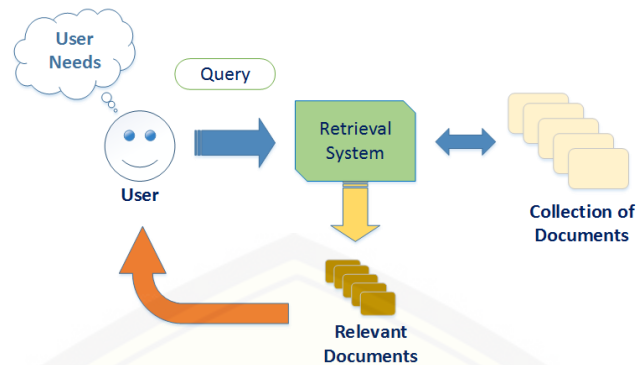 User
Needs
Query
Retrieval
System
User
Collection of
Documents
Relevant
Documents